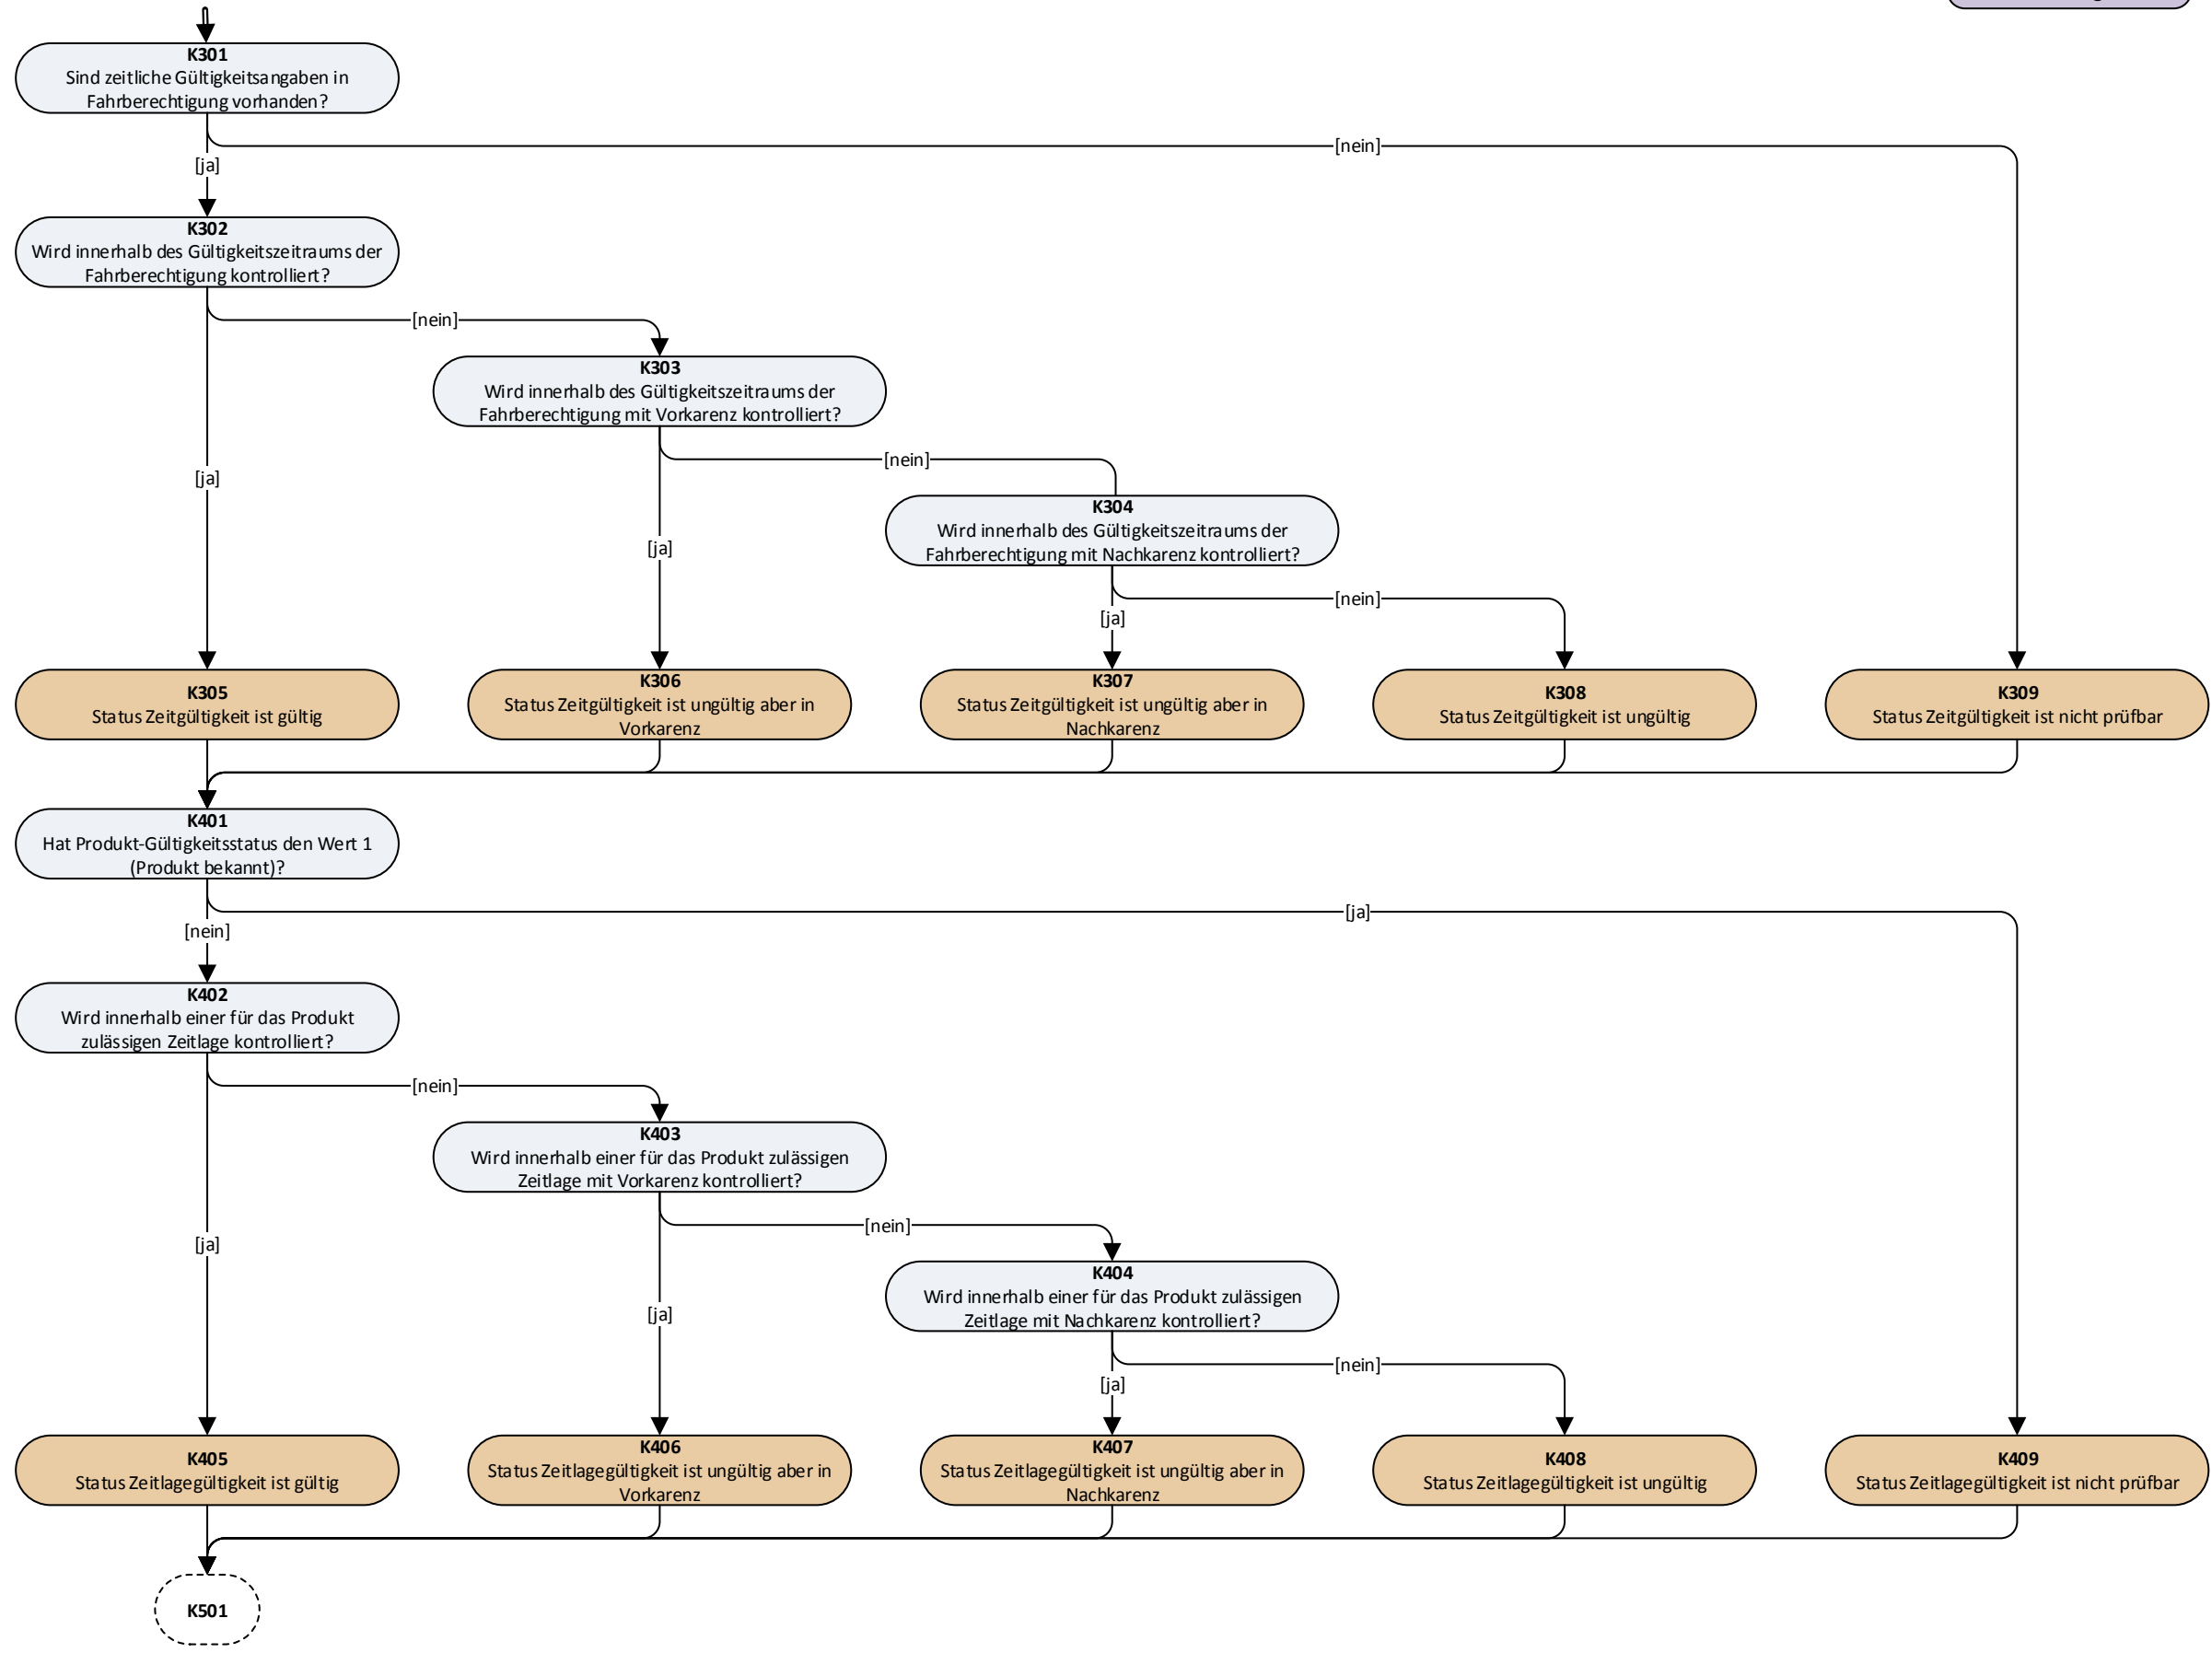 K301
Sind zeitliche Gültigkeitsangaben in
Fahrberechtigung vorhanden?
[nein]
[ja]
K302
Wird innerhalb des Gültigkeitszeitraums der
Fahrberechtigung kontrolliert?
[nein]
K303
Wird innerhalb des Gültigkeitszeitraums der
Fahrberechtigung mit Vorkarenz kontrolliert?
[nein]
[ja]
K304
Wird innerhalb des Gültigkeitszeitraums der
Fahrberechtigung mit Nachkarenz kontrolliert?
[ja]
[nein]
[ja]
K305
Status Zeitgültigkeit ist gültig
K306
Status Zeitgültigkeit ist ungültig aber in
Vorkarenz
K307
Status Zeitgültigkeit ist ungültig aber in
Nachkarenz
K308
Status Zeitgültigkeit ist ungültig
K309
Status Zeitgültigkeit ist nicht prüfbar
K401
Hat Produkt-Gültigkeitsstatus den Wert 1
(Produkt bekannt)?
[ja]
[nein]
K402
Wird innerhalb einer für das Produkt
zulässigen Zeitlage kontrolliert?
[nein]
K403
Wird innerhalb einer für das Produkt zulässigen
Zeitlage mit Vorkarenz kontrolliert?
[nein]
[ja]
K404
Wird innerhalb einer für das Produkt zulässigen
Zeitlage mit Nachkarenz kontrolliert?
[ja]
[nein]
[ja]
K405
Status Zeitlagegültigkeit ist gültig
K406
Status Zeitlagegültigkeit ist ungültig aber in
Vorkarenz
K407
Status Zeitlagegültigkeit ist ungültig aber in
Nachkarenz
K408
Status Zeitlagegültigkeit ist ungültig
K409
Status Zeitlagegültigkeit ist nicht prüfbar
K501